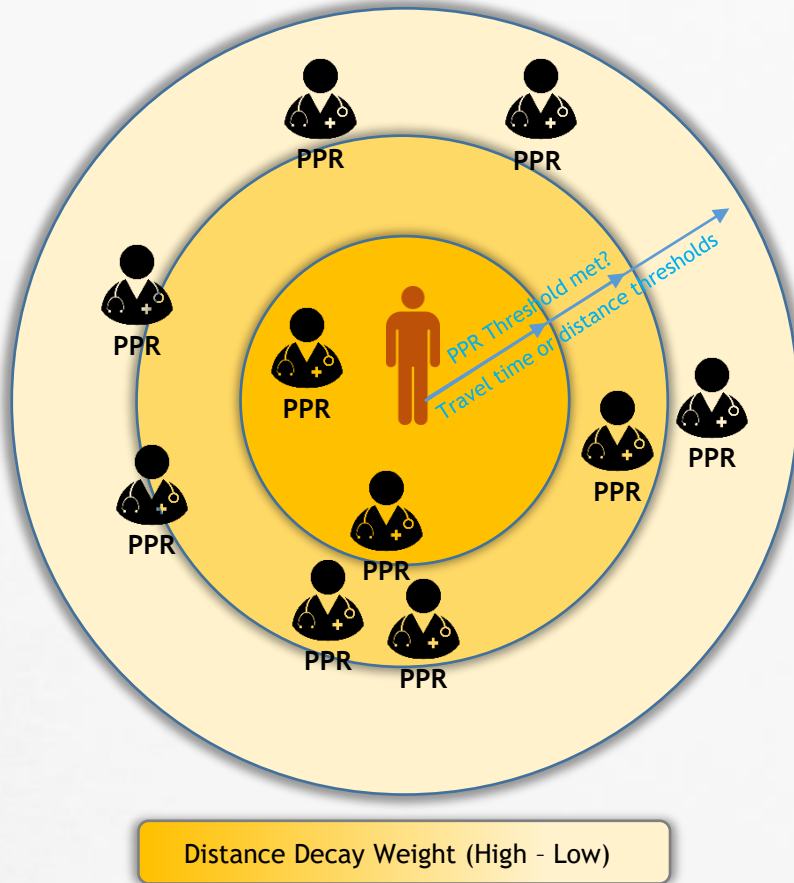 PPR
PPR
PPR Threshold met?
Travel time or distance thresholds
PPR
PPR
PPR
PPR
PPR
PPR
PPR
PPR
Distance Decay Weight (High – Low)